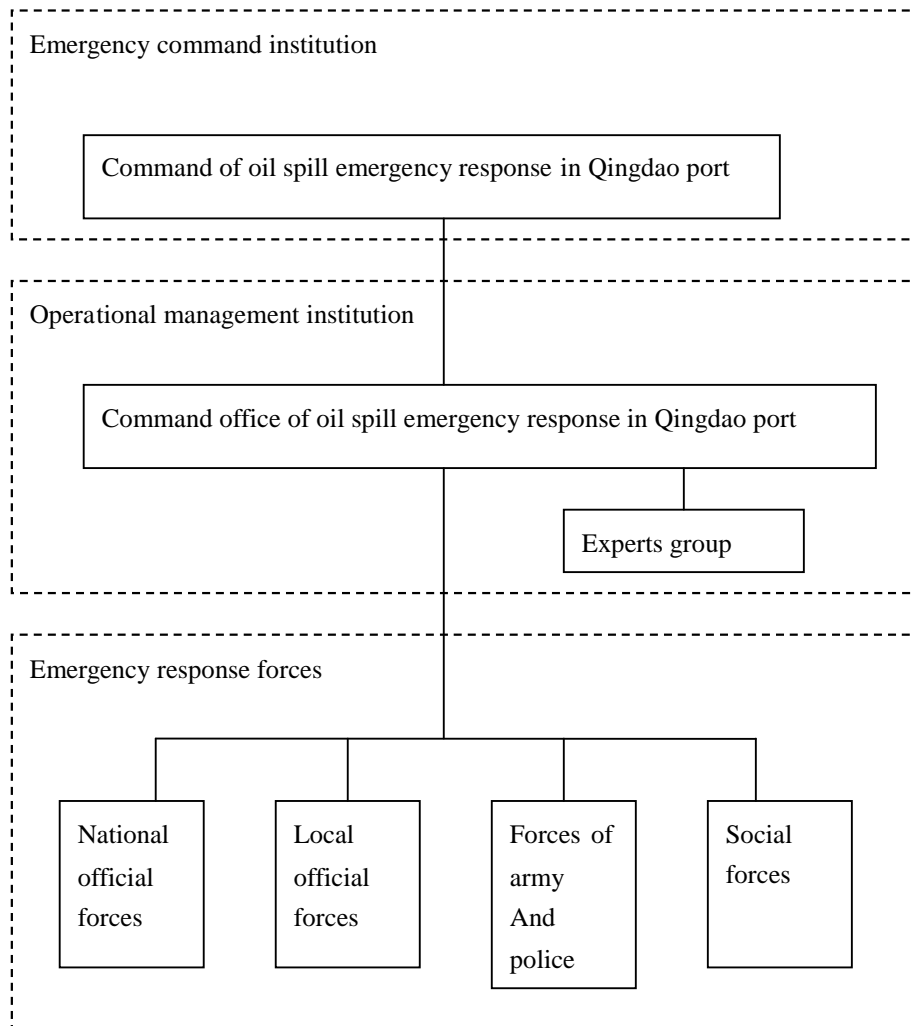 Emergency command institution
Command of oil spill emergency response in Qingdao port
Operational management institution
Command office of oil spill emergency response in Qingdao port
Experts group
Emergency response forces
National
official
forces
Local
official
forces
Forces of
army
And
police
Social
forces